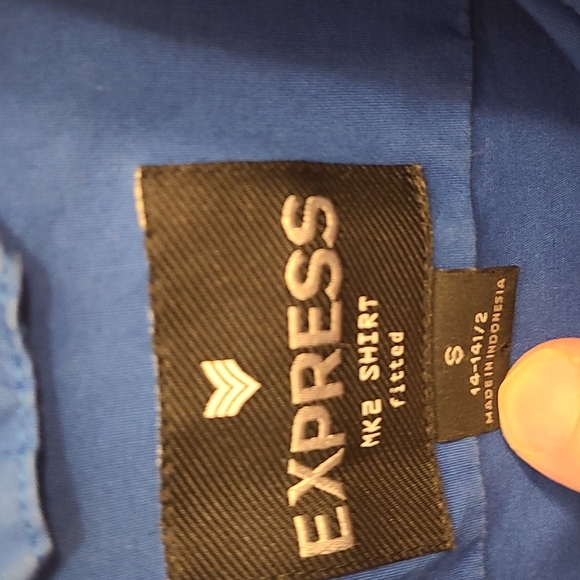 EXPRESS
MK2 SHIRT
fitted
S
14-14 1/2
MADE IN INDONESIA